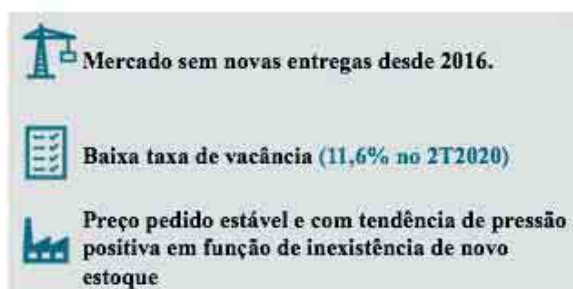 Mercado sem novas entregas desde 2016.
Baixa taxa de vacância (11,6% no 2T2020)
Preço pedido estável e com tendência de pressão
positiva em função de inexistência de novo
estoque